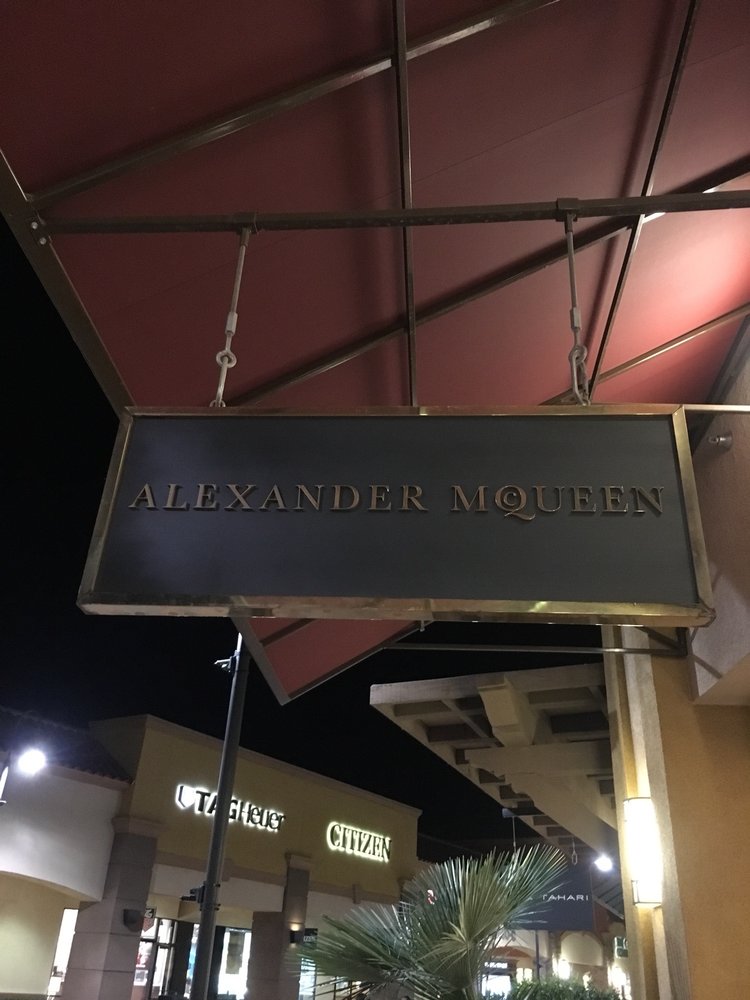 ALEXANDER MCQUEEN
TAGHeuer
CITIZEN
TAHARI